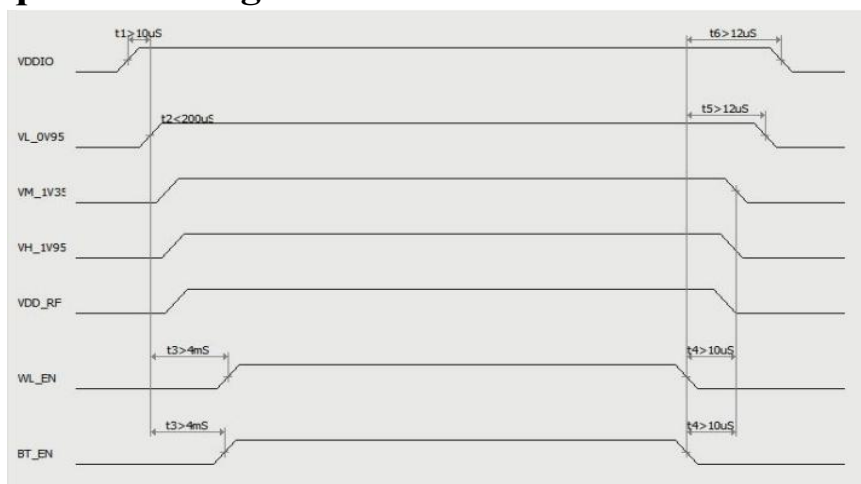 t1>10uS
t6>12uS
VDDIO
t2<200uS
t5>12uS
VL_0V95
VM_1V35
VH_1V95
VDD_RF
t3>4mS
t4>10uS
WL_EN
t3>4mS
t4>10uS
BT_EN